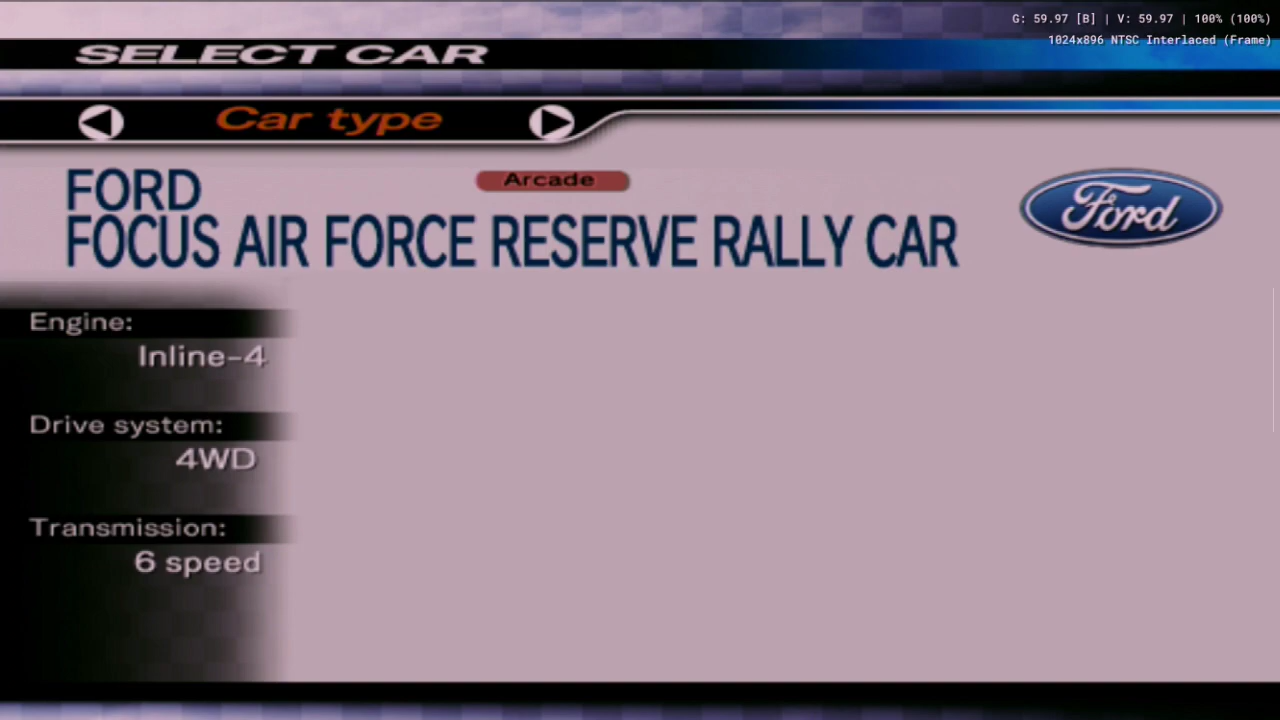 G: 59.97 [B] | V: 59.97 | 100% (100%)
1024x896 NTSC Interlaced (Frame)
SELECT CAR
Car type
FORD
Arcade
FOCUS AIR FORCE RESERVE RALLY CAR
Ford
Engine:
Inline-4
Drive system:
4WD
Transmission:
6 speed